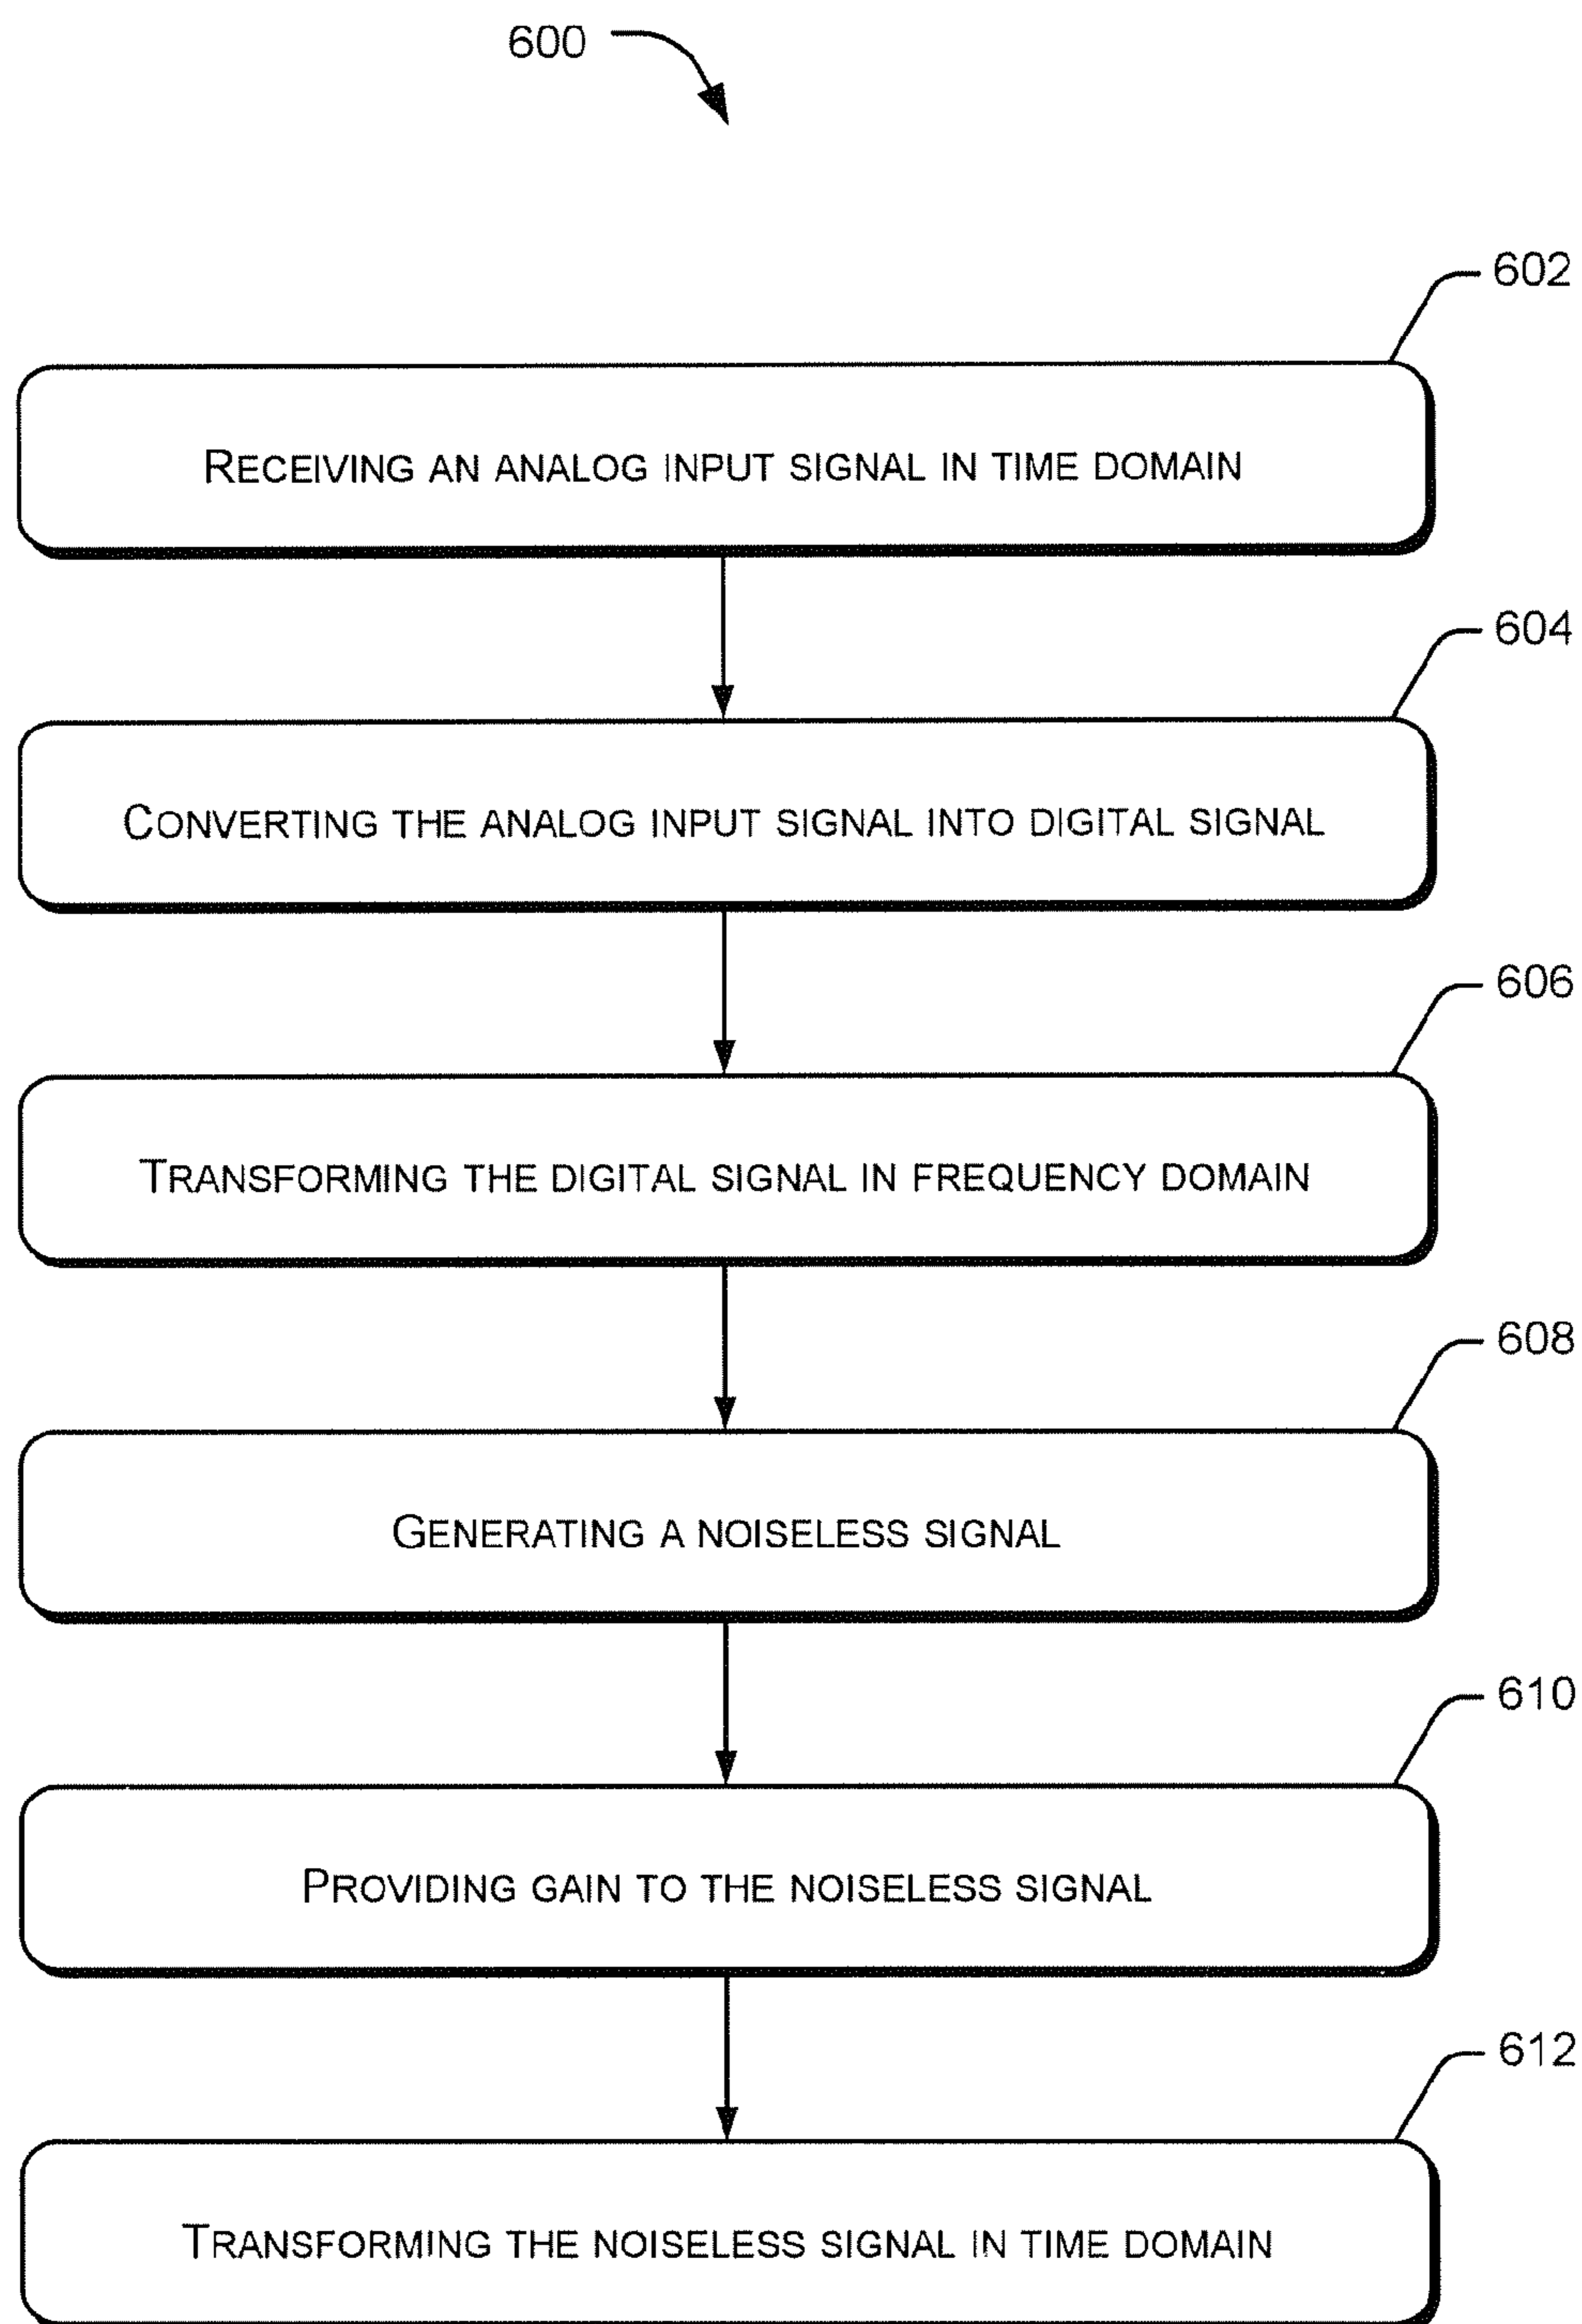 600
602
RECEIVING AN ANALOG INPUT SIGNAL IN TIME DOMAIN
604
CONVERTING THE ANALOG INPUT SIGNAL INTO DIGITAL SIGNAL
606
TRANSFORMING THE DIGITAL SIGNAL IN FREQUENCY DOMAIN
608
GENERATING A NOISELESS SIGNAL
610
PROVIDING GAIN TO THE NOISELESS SIGNAL
612
TRANSFORMING THE NOISELESS SIGNAL IN TIME DOMAIN